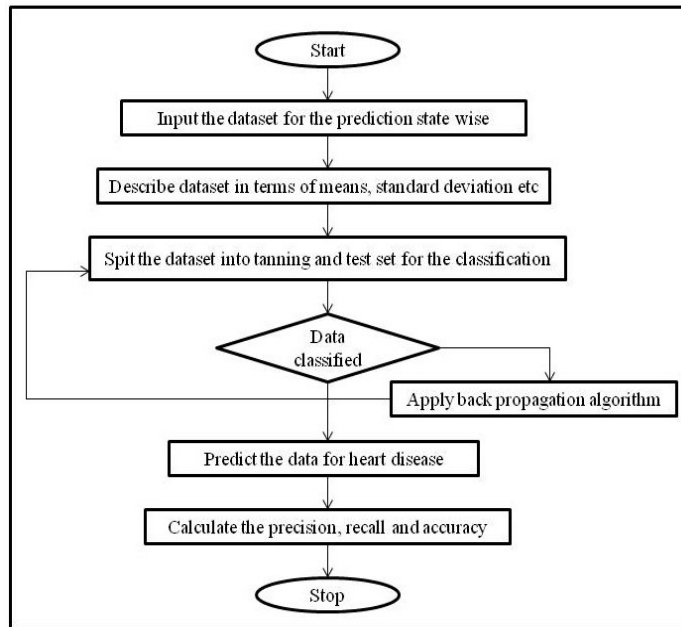 Start
Input the dataset for the prediction state wise
Describe dataset in terms of means, standard deviation etc
Spit the dataset into tanning and test set for the classification
Data
classified
Apply back propagation algorithm
Predict the data for heart disease
Calculate the precision, recall and accuracy
Stop